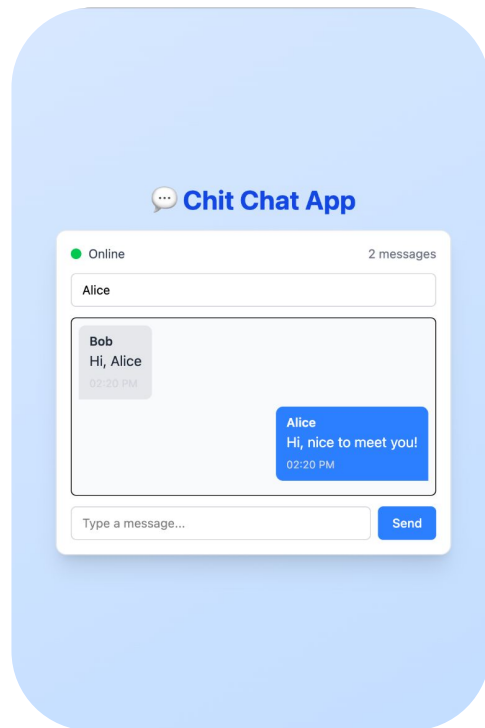 💬 Chit Chat App
Online
2 messages
Alice
Bob
Hi, Alice
02:20 PM
Alice
Hi, nice to meet you!
02:20 PM
Type a message...
Send